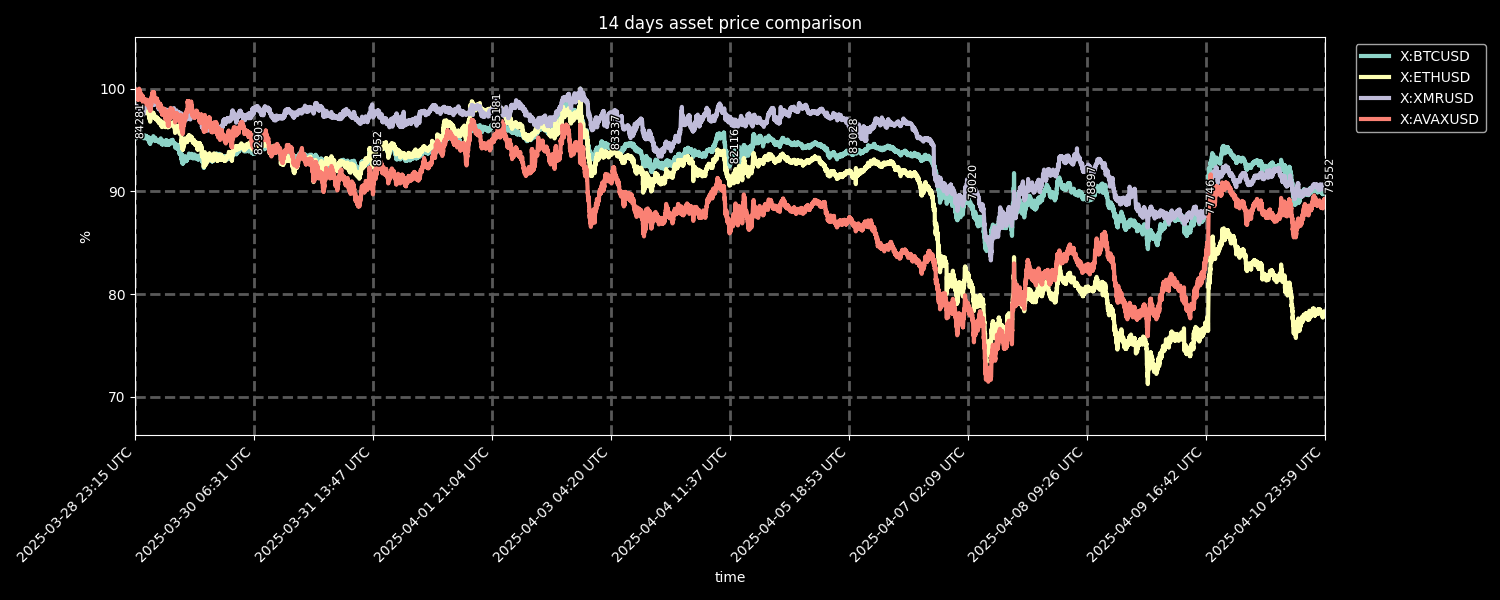 14 days asset price comparison
X:BTCUSD
X:ETHUSD
X:XMRUSD
X:AVAXUSD
100
90
80
70
%
84281
82903
81952
85181
83337
82116
83028
79020
78897
77746
79552
2025-03-28 23:15 UTC
2025-03-30 06:31 UTC
2025-03-31 13:47 UTC
2025-04-01 21:04 UTC
2025-04-03 04:20 UTC
2025-04-04 11:37 UTC
2025-04-05 18:53 UTC
2025-04-07 02:09 UTC
2025-04-08 09:26 UTC
2025-04-09 16:42 UTC
2025-04-10 23:59 UTC
time